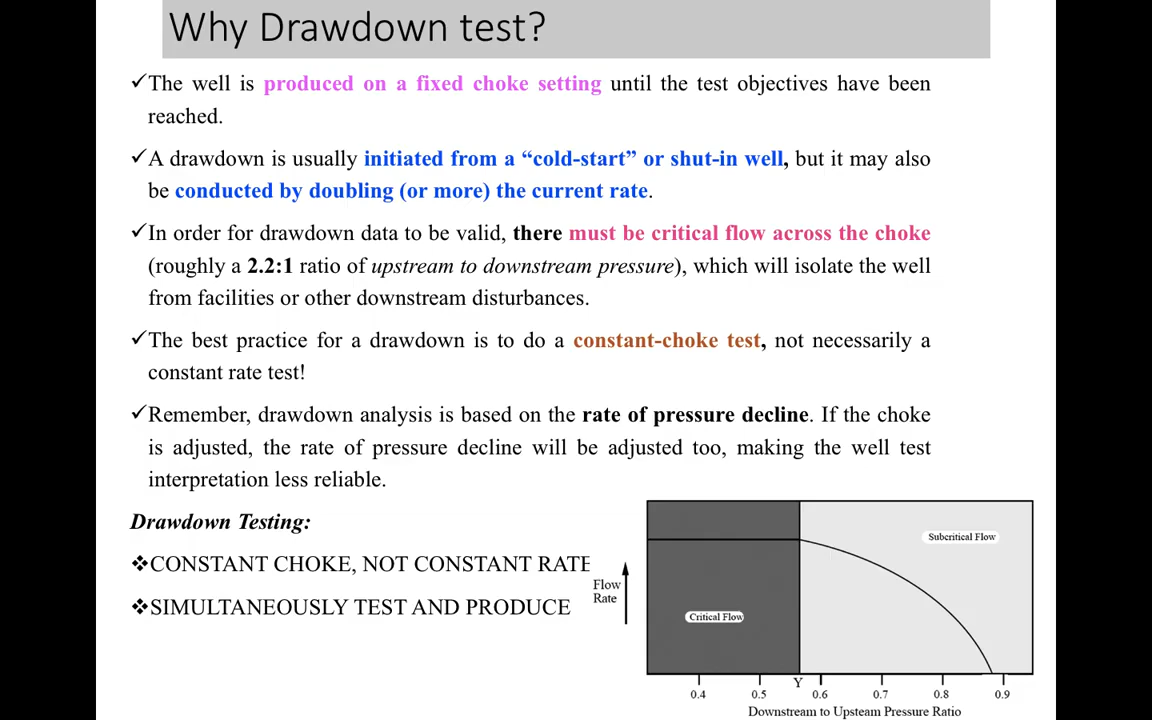 Why Drawdown test?
✓The well is produced on a fixed choke setting until the test objectives have been
reached.
✓A drawdown is usually initiated from a “cold-start” or shut-in well, but it may also
be conducted by doubling (or more) the current rate.
✓In order for drawdown data to be valid, there must be critical flow across the choke
(roughly a 2.2:1 ratio of upstream to downstream pressure), which will isolate the well
from facilities or other downstream disturbances.
✓The best practice for a drawdown is to do a constant-choke test, not necessarily a
constant rate test!
✓Remember, drawdown analysis is based on the rate of pressure decline. If the choke
is adjusted, the rate of pressure decline will be adjusted too, making the well test
interpretation less reliable.
Drawdown Testing:
❖CONSTANT CHOKE, NOT CONSTANT RATE
❖SIMULTANEOUSLY TEST AND PRODUCE
Subcritical Flow
Flow
Rate
Critical Flow
Y
0.4 0.5 0.6 0.7 0.8 0.9
Downstream to Upsteam Pressure Ratio